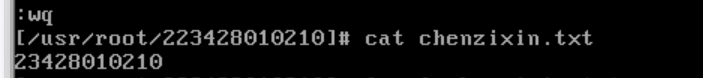 :wq
[/usr/root/223428010210]# cat chenzixin.txt
23428010210